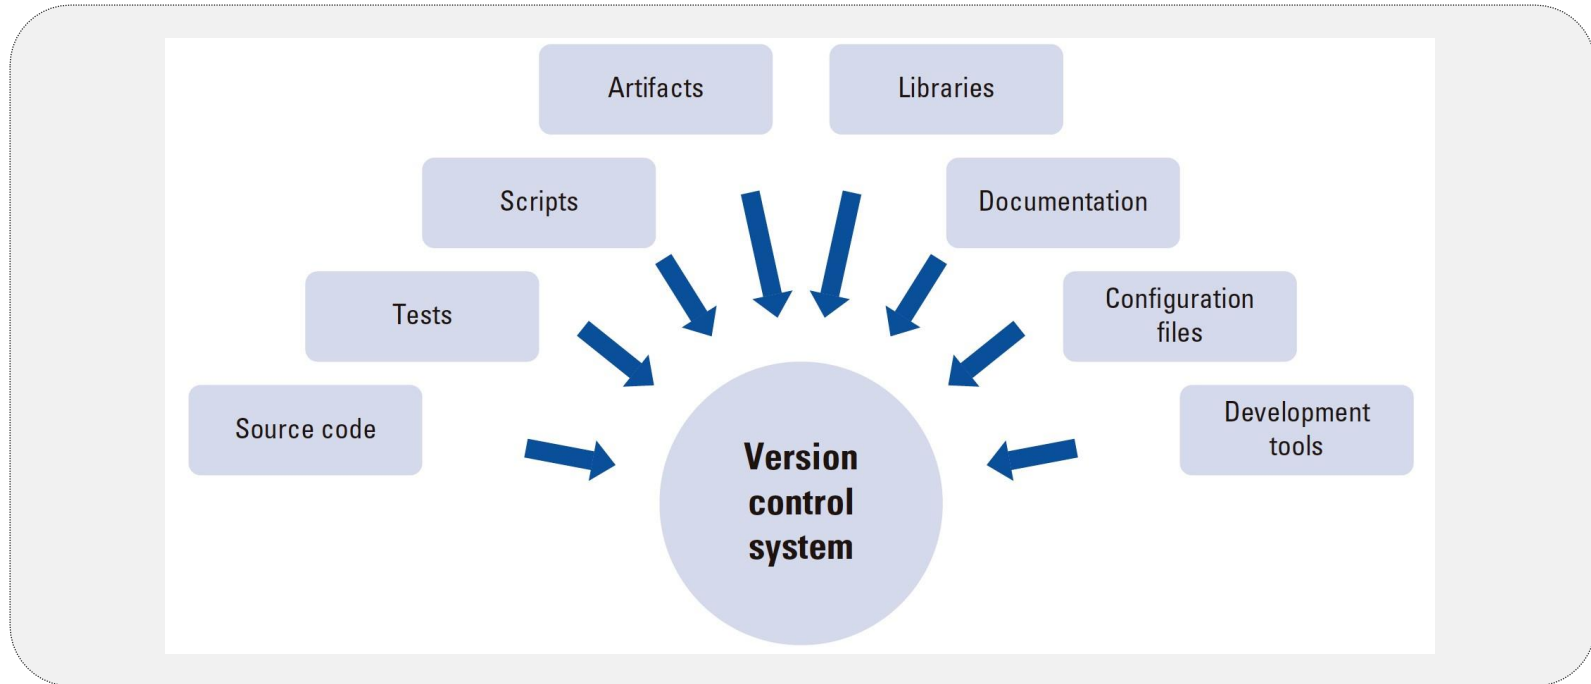 Artifacts
Libraries
Scripts
Documentation
Tests
Configuration
files
Source code
Development
tools
Version
control
system